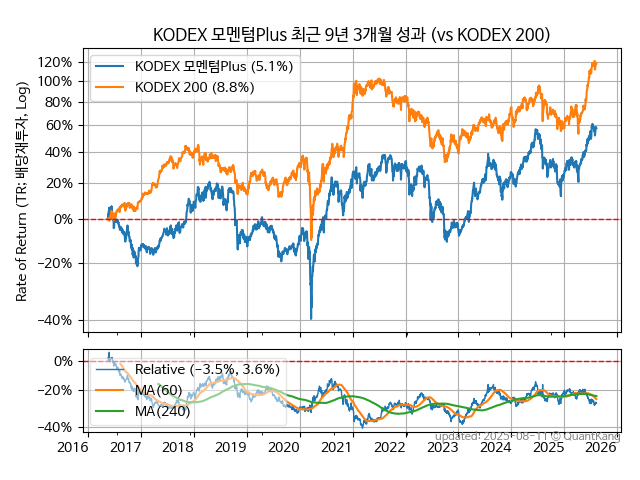 KODEX 모멘텀Plus 최근 9년 3개월 성과 (vs KODEX 200)
Rate of Return (TR: 배당재투자, Log)
120%
100%
80%
60%
40%
20%
0%
−20%
−40%
KODEX 모멘텀Plus (5.1%)
KODEX 200 (8.8%)
0%
−20%
−40%
Relative (−3.5%, 3.6%)
MA(60)
MA(240)
2016 2017 2018 2019 2020 2021 2022 2023 2024 2025 2026
updated: 2025-08-11 © QuantKang